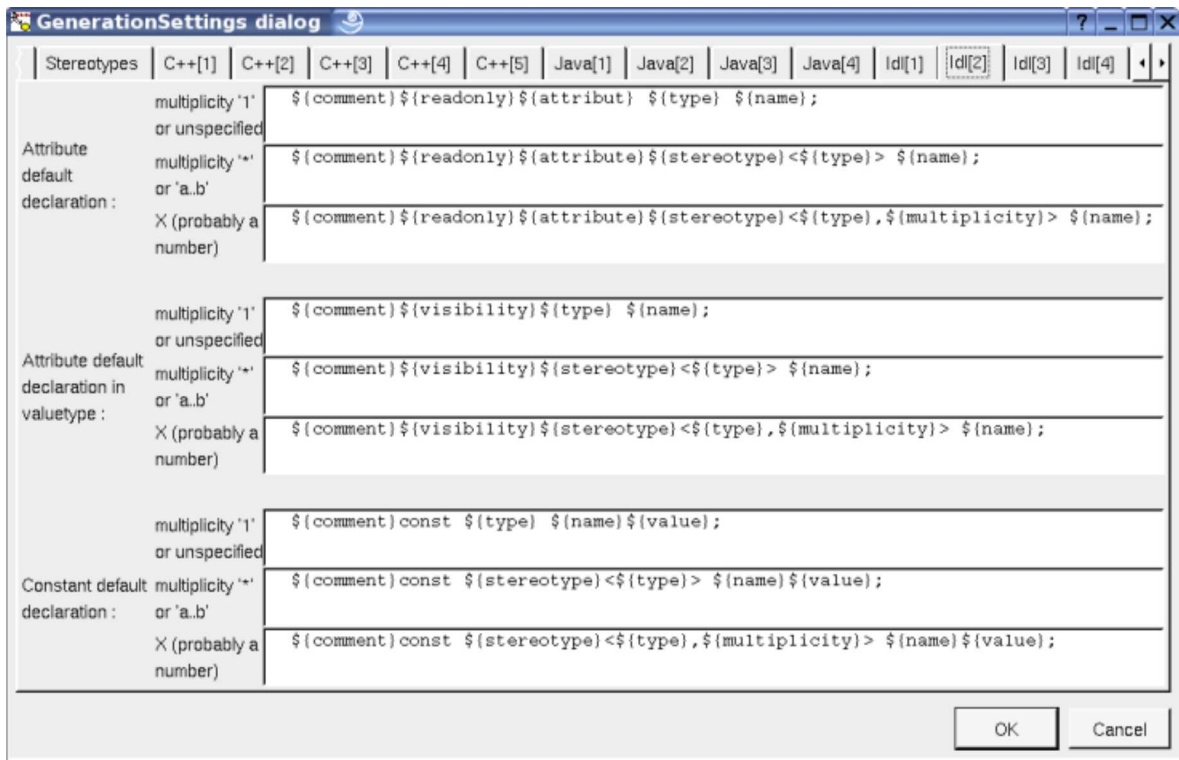 GenerationSettings dialog
Stereotypes C++[1] C++[2] C++[3] C++[4] C++[5] Java[1] Java[2] Java[3] Java[4] Idl[1] Idl[2] Idl[3] Idl[4]
Attribute
default
declaration :
multiplicity '1'
or unspecified
${comment}${readonly}${attribut} ${type} ${name};
multiplicity '*'
or 'a..b'
${comment}${readonly}${attribute}${stereotype}<${type}> ${name};
X (probably a
number)
${comment}${readonly}${attribute}${stereotype}<${type},${multiplicity}> ${name};
Attribute default
declaration in
valuetype :
multiplicity '1'
or unspecified
${comment}${visibility}${type} ${name};
multiplicity '*'
or 'a..b'
${comment}${visibility}${stereotype}<${type}> ${name};
X (probably a
number)
${comment}${visibility}${stereotype}<${type},${multiplicity}> ${name};
Constant default
declaration :
multiplicity '1'
or unspecified
${comment}const ${type} ${name}${value};
multiplicity '*'
or 'a..b'
${comment}const ${stereotype}<${type}> ${name}${value};
X (probably a
number)
${comment}const ${stereotype}<${type},${multiplicity}> ${name}${value};
OK Cancel